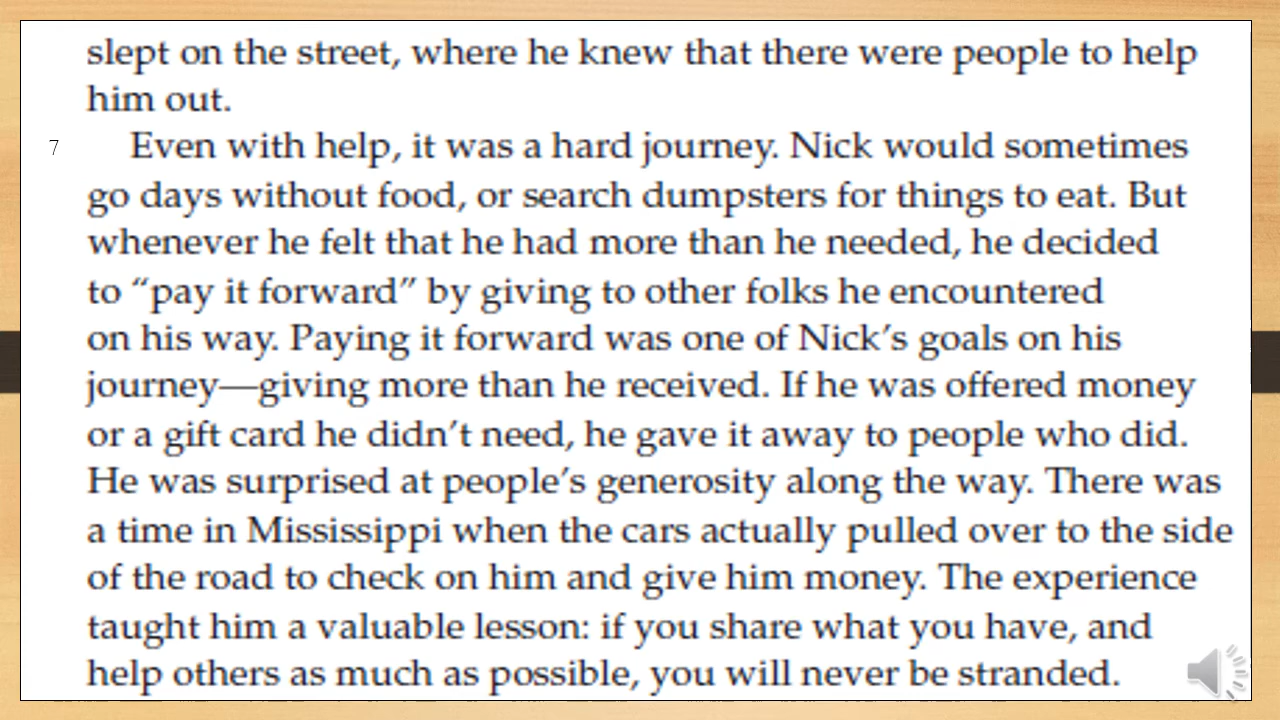 slept on the street, where he knew that there were people to help
him out.
7 Even with help, it was a hard journey. Nick would sometimes
go days without food, or search dumpsters for things to eat. But
whenever he felt that he had more than he needed, he decided
to “pay it forward” by giving to other folks he encountered
on his way. Paying it forward was one of Nick’s goals on his
journey—giving more than he received. If he was offered money
or a gift card he didn’t need, he gave it away to people who did.
He was surprised at people’s generosity along the way. There was
a time in Mississippi when the cars actually pulled over to the side
of the road to check on him and give him money. The experience
taught him a valuable lesson: if you share what you have, and
help others as much as possible, you will never be stranded.